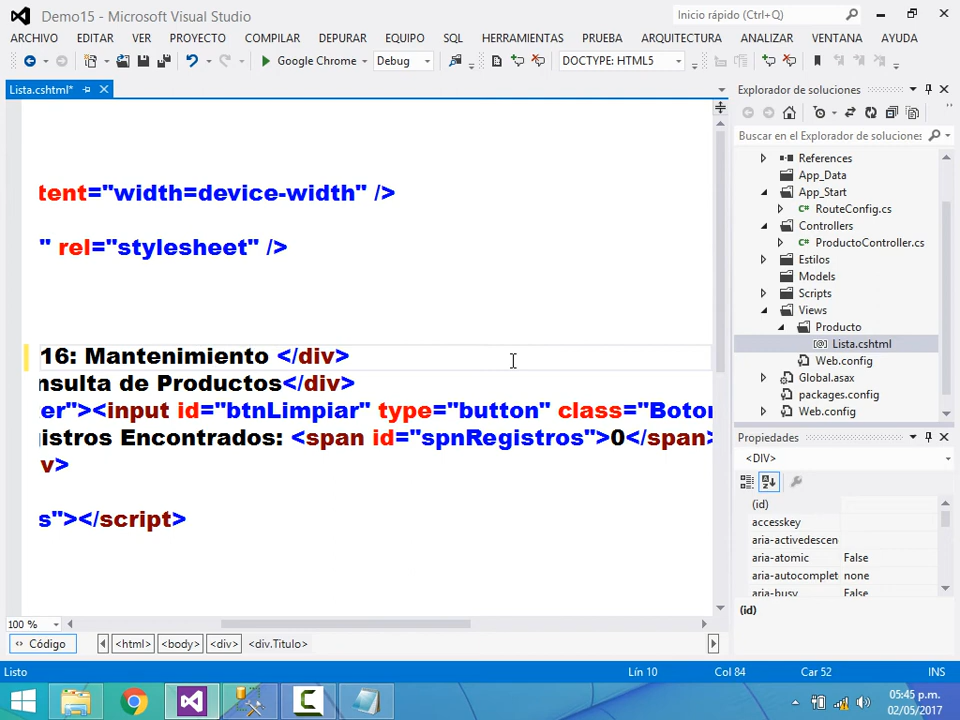 Demo15 - Microsoft Visual Studio
Inicio rápido (Ctrl+Q)
ARCHIVO EDITAR VER PROYECTO COMPILAR DEPURAR EQUIPO SQL HERRAMIENTAS PRUEBA ARQUITECTURA ANALIZAR VENTANA AYUDA
Google Chrome Debug DOCTYPE: HTML5
Lista.cshtml*
tent="width=device-width" />
" rel="stylesheet" />
16: Mantenimiento </div>
nsulta de Productos</div>
er"><input id="btnLimpiar" type="button" class="Boton
istros Encontrados: <span id="spnRegistros">0</span>
v>
s"></script>
100 %
Código <html> <body> <div> <div.Titulo>
Explorador de soluciones
Buscar en el Explorador de soluciones
References
App_Data
App_Start
RouteConfig.cs
Controllers
ProductoController.cs
Estilos
Models
Scripts
Views
Producto
Lista.cshtml
Web.config
Global.asax
packages.config
Web.config
Propiedades
<DIV>
(id)
accesskey
aria-activedescen
aria-atomic False
aria-autocomplet none
aria-busy False
(id)
Listo Lín 10 Col 84 Car 52 INS
05:45 p.m.
02/05/2017